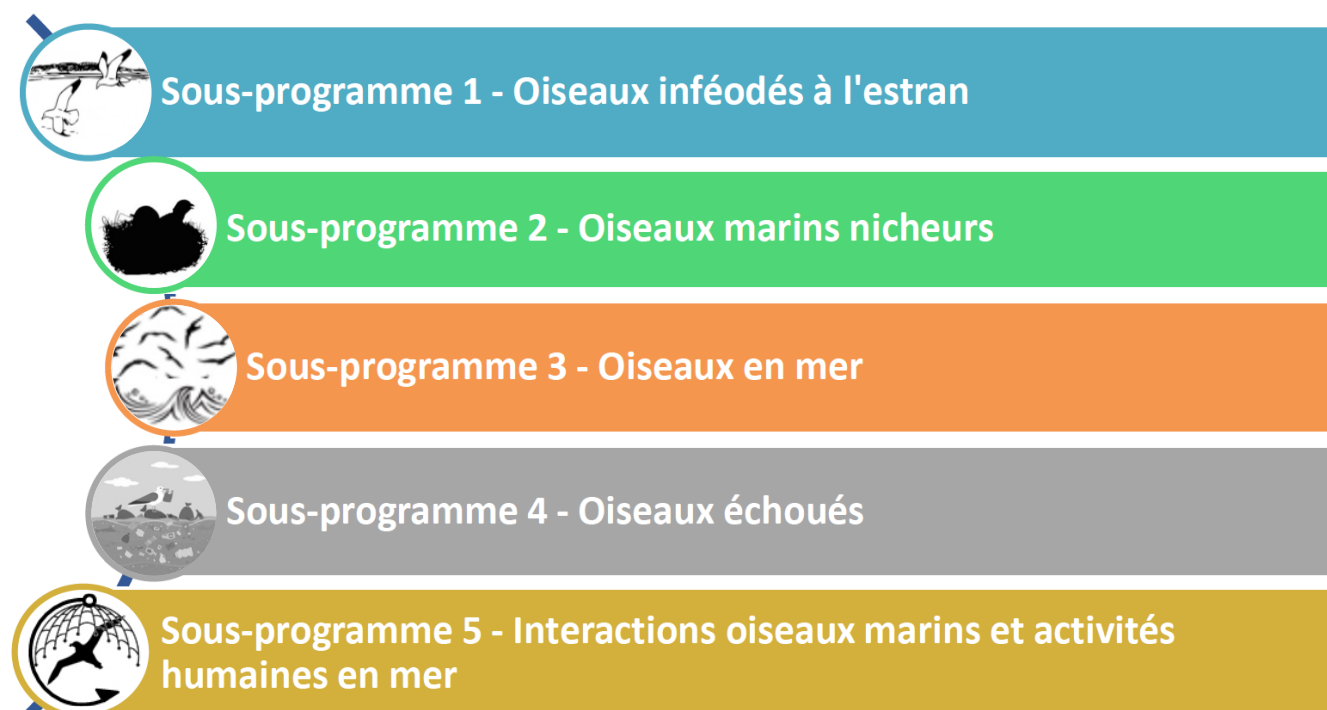 Sous-programme 1 - Oiseaux inféodés à l'estran
Sous-programme 2 - Oiseaux marins nicheurs
Sous-programme 3 - Oiseaux en mer
Sous-programme 4 - Oiseaux échoués
Sous-programme 5 - Interactions oiseaux marins et activités
humaines en mer